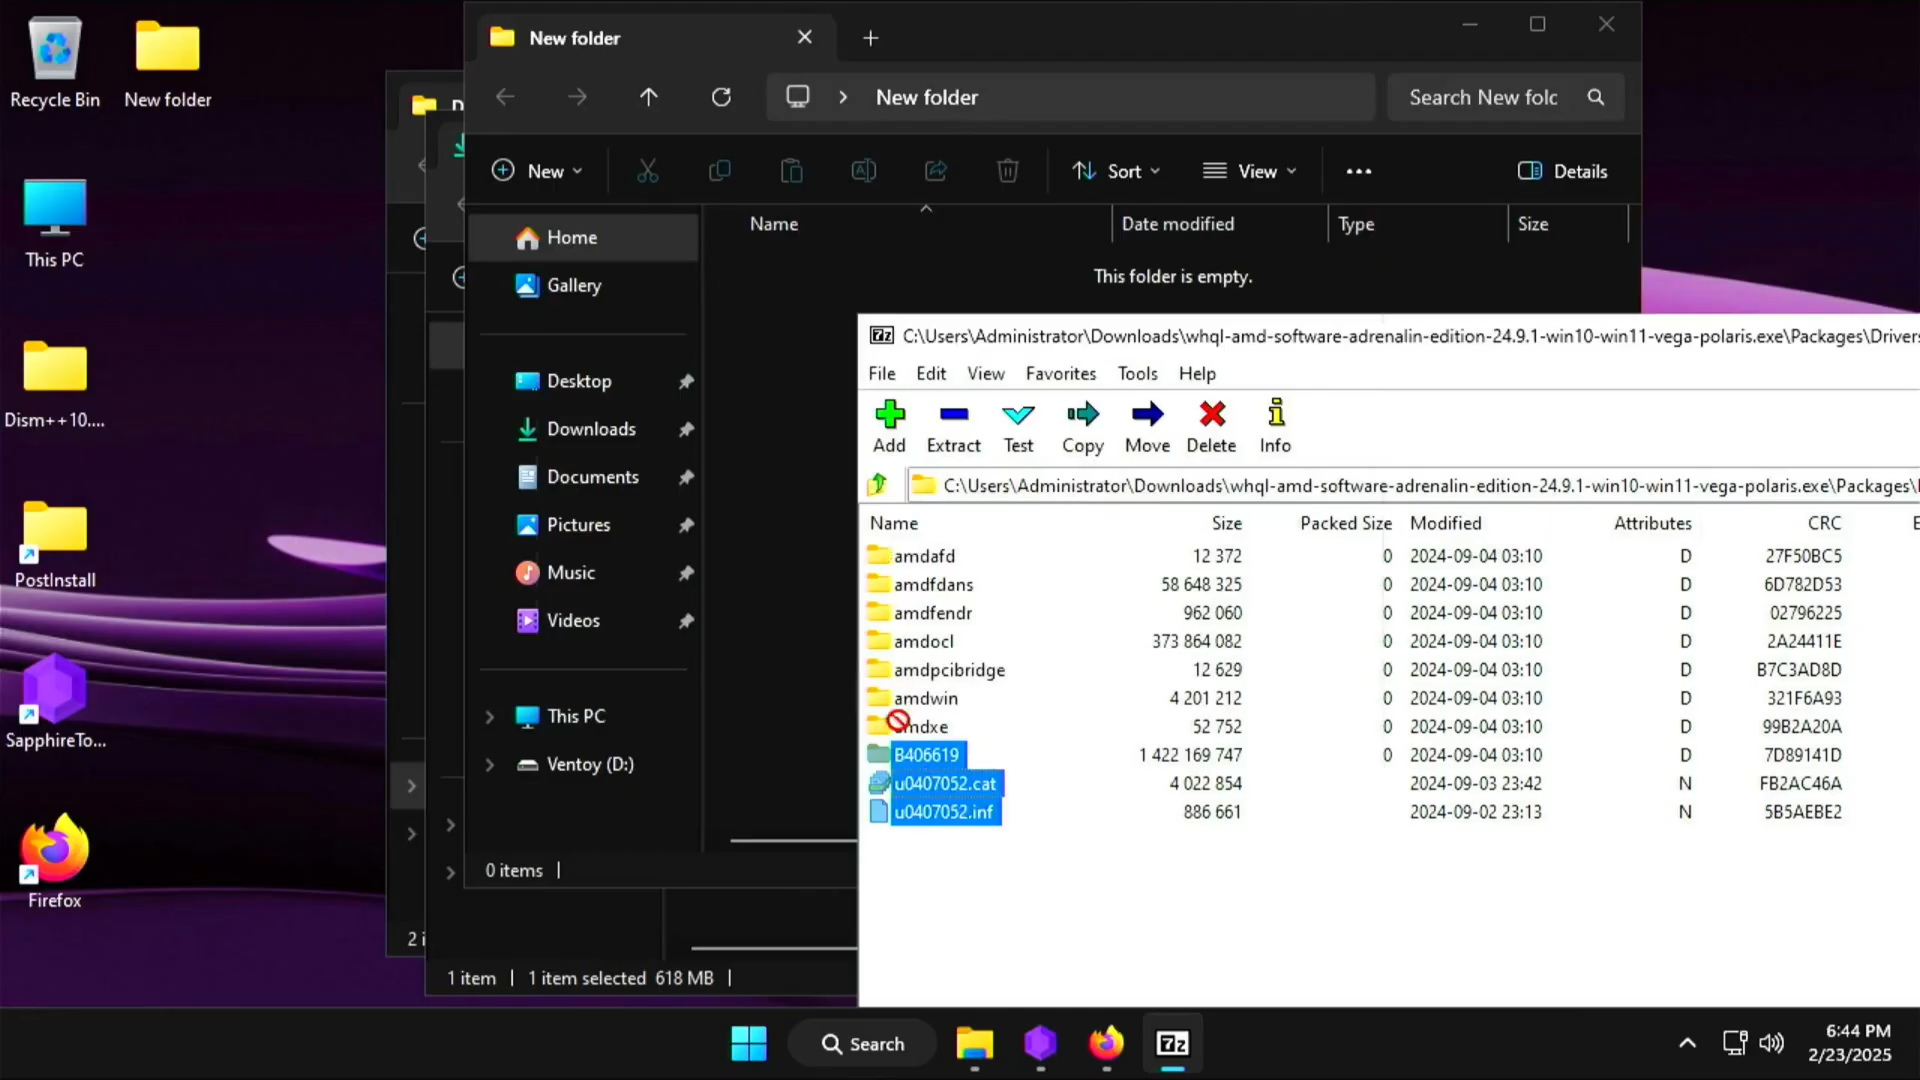 Recycle Bin
New folder
This PC
Dism++10....
PostInstall
SapphireTo...
Firefox
New folder
New folder
Search New folc
New
Sort
View
Details
Name
Date modified
Type
Size
This folder is empty.
Home
Gallery
Desktop
Downloads
Documents
Pictures
Music
Videos
This PC
Ventoy (D:)
0 items
1 item
1 item selected 618 MB
7z
C:\Users\Administrator\Downloads\whql-amd-software-adrenalin-edition-24.9.1-win10-win11-vega-polaris.exe\Packages\Drivers
File
Edit
View
Favorites
Tools
Help
Add
Extract
Test
Copy
Move
Delete
Info
C:\Users\Administrator\Downloads\whql-amd-software-adrenalin-edition-24.9.1-win10-win11-vega-polaris.exe\Packages\
Name Size Packed Size Modified Attributes CRC
amdafd 12 372 0 2024-09-04 03:10 D 27F50BC5
amdfdans 58 648 325 0 2024-09-04 03:10 D 6D782D53
amdfendr 962 060 0 2024-09-04 03:10 D 02796225
amdocl 373 864 082 0 2024-09-04 03:10 D 2A24411E
amdpcibridge 12 629 0 2024-09-04 03:10 D B7C3AD8D
amdwin 4 201 212 0 2024-09-04 03:10 D 321F6A93
amdxe 52 752 0 2024-09-04 03:10 D 99B2A20A
B406619 1 422 169 747 0 2024-09-04 03:10 D 7D89141D
u0407052.cat 4 022 854 2024-09-03 23:42 N FB2AC46A
u0407052.inf 886 661 2024-09-02 23:13 N 5B5AEBE2
Search
7z
6:44 PM
2/23/2025